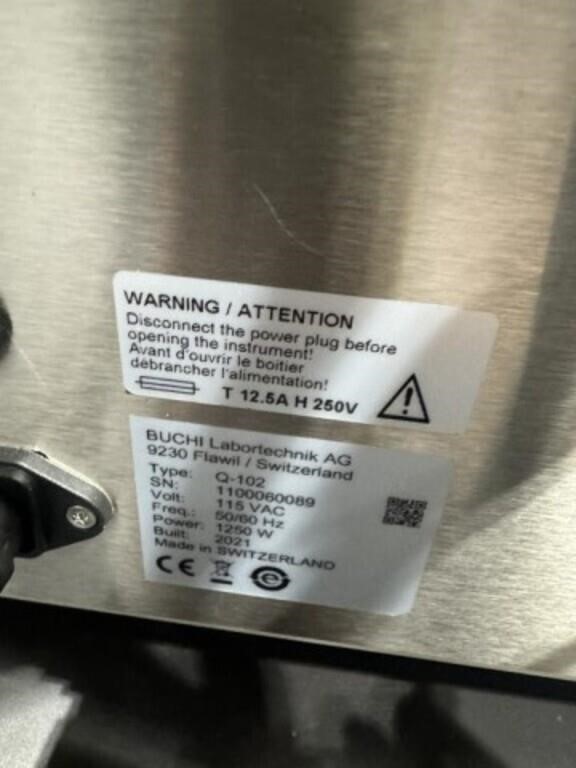 WARNING / ATTENTION
Disconnect the power plug before
opening the instrument!
Avant d'ouvrir le boitier
débrancher l'alimentation!
T 12.5A H 250V
BUCHI Labortechnik AG
9230 Flawil / Switzerland
Type: Q-102
SN: 1100060089
Volt: 115 VAC
Freq.: 50/60 Hz
Power: 1250 W
Built: 2021
Made in SWITZERLAND
CE
e